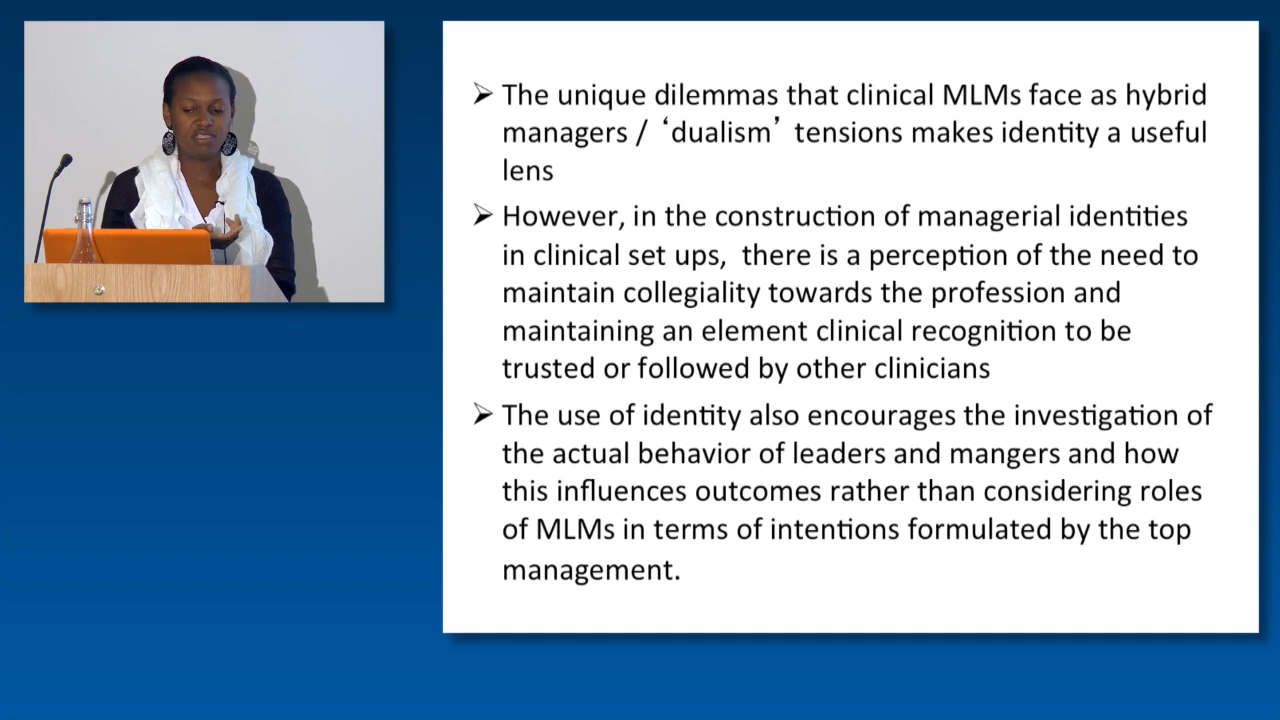 ➢ The unique dilemmas that clinical MLMs face as hybrid
managers / ‘dualism’ tensions makes identity a useful
lens
➢ However, in the construction of managerial identities
in clinical set ups,  there is a perception of the need to
maintain collegiality towards the profession and
maintaining an element clinical recognition to be
trusted or followed by other clinicians
➢ The use of identity also encourages the investigation of
the actual behavior of leaders and mangers and how
this influences outcomes rather than considering roles
of MLMs in terms of intentions formulated by the top
management.